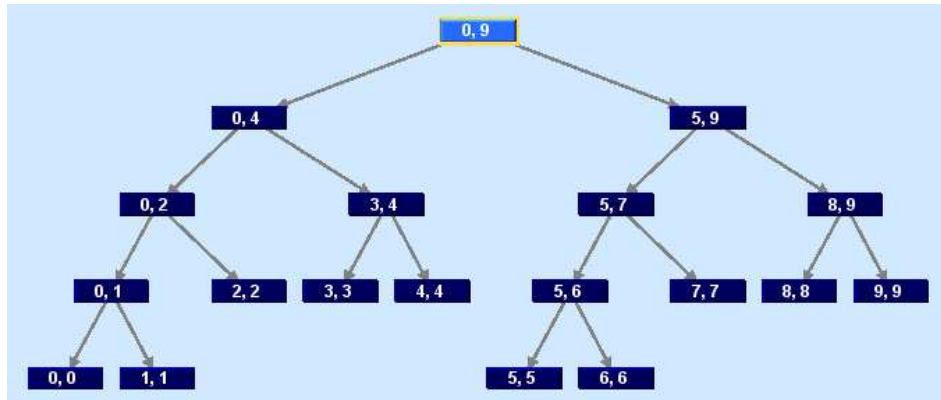 0, 9
0, 4 5, 9
0, 2 3, 4 5, 7 8, 9
0, 1 2, 2 3, 3 4, 4 5, 6 7, 7 8, 8 9, 9
0, 0 1, 1 5, 5 6, 6